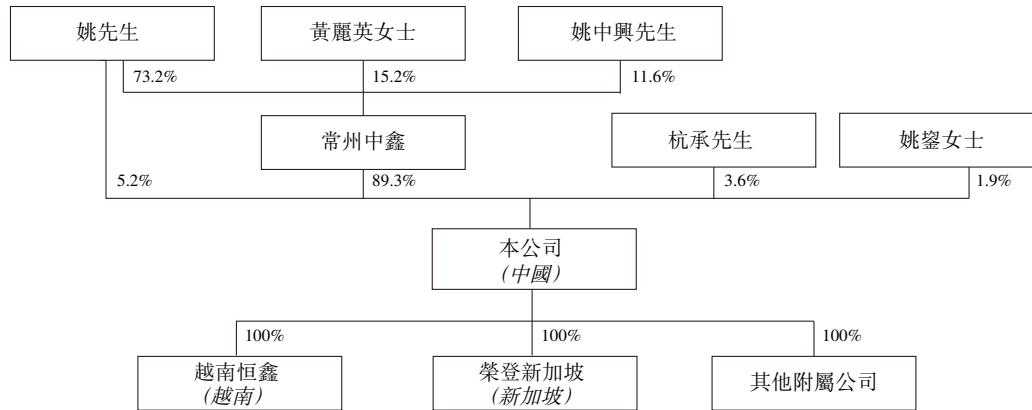 姚先生
黃麗英女士
姚中興先生
73.2%
15.2%
11.6%
常州中鑫
杭承先生
姚鋆女士
5.2%
89.3%
3.6%
1.9%
本公司
(中國)
100%
100%
100%
越南恒鑫
(越南)
榮登新加坡
(新加坡)
其他附屬公司